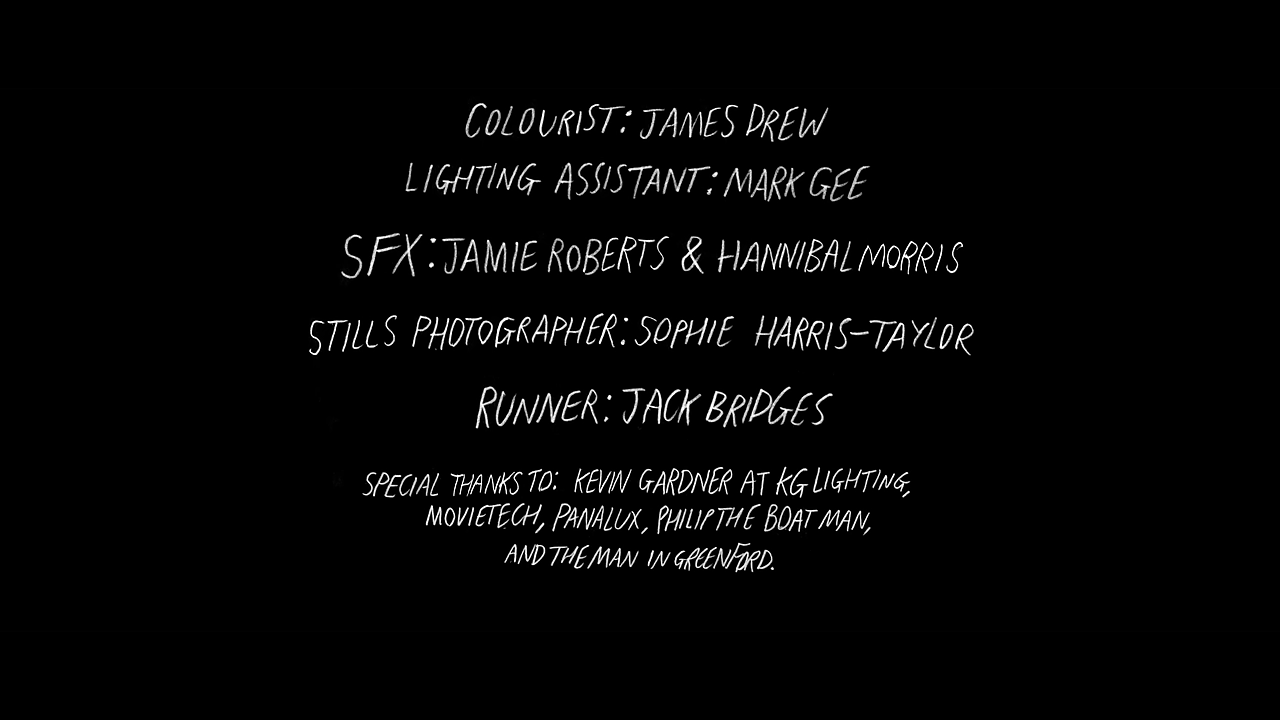 COLOURIST: JAMES DREW
LIGHTING ASSISTANT: MARK GEE
SFX: JAMIE ROBERTS & HANNIBAL MORRIS
STILLS PHOTOGRAPHER: SOPHIE HARRIS-TAYLOR
RUNNER: JACK BRIDGES
SPECIAL THANKS TO: KEVIN GARDNER AT KG LIGHTING,
MOVIETECH, PANALUX, PHILIP THE BOAT MAN,
AND THE MAN IN GREENFORD.